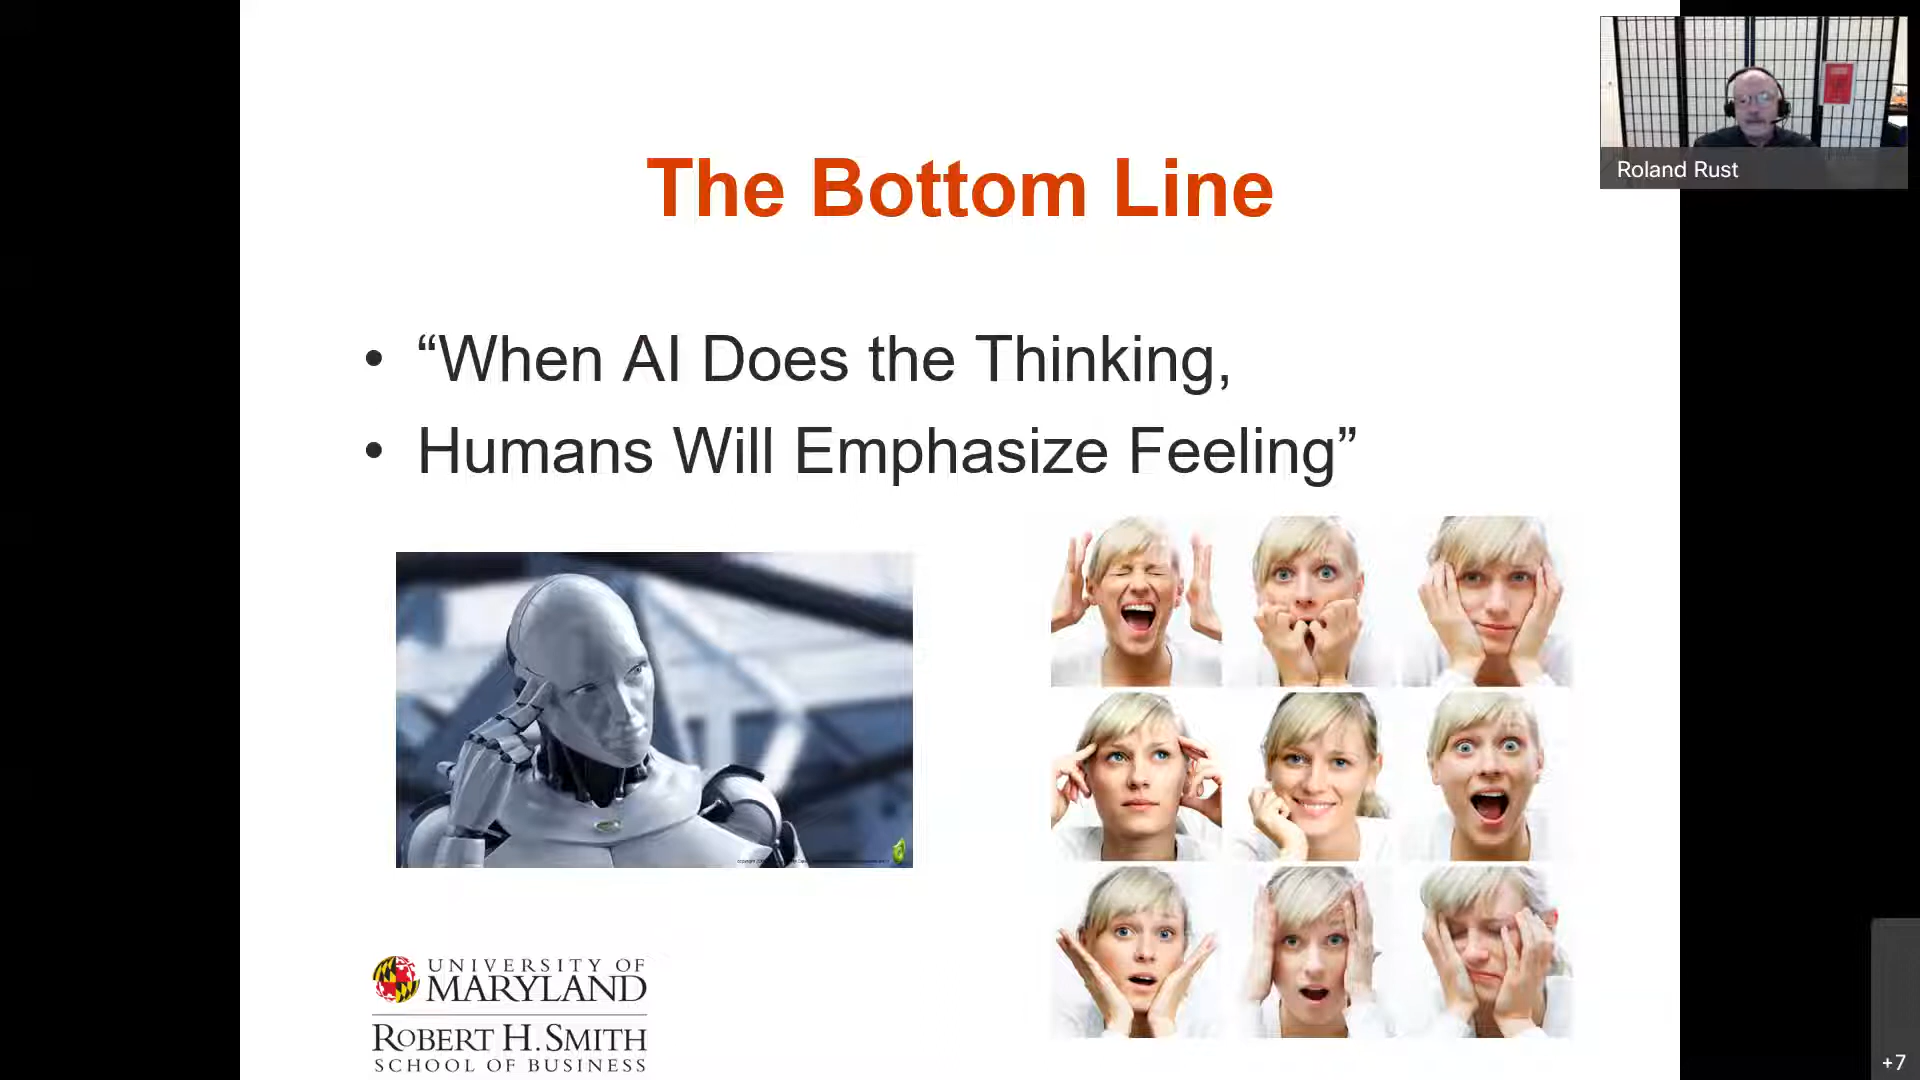 The Bottom Line
Roland Rust
• “When AI Does the Thinking,
• Humans Will Emphasize Feeling”
UNIVERSITY OF
MARYLAND
ROBERT H. SMITH
SCHOOL OF BUSINESS
+7